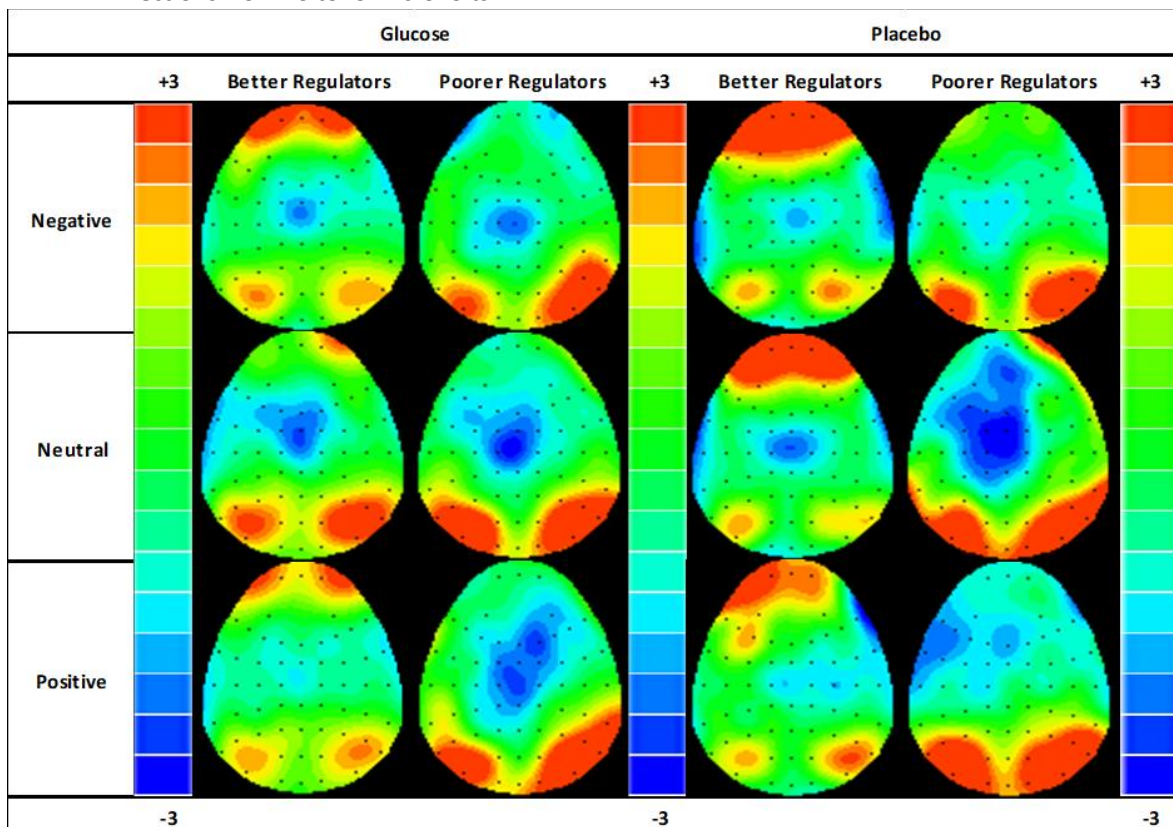 Glucose Placebo
+3 Better Regulators Poorer Regulators +3 Better Regulators Poorer Regulators +3
Negative
Neutral
Positive
-3 -3 -3